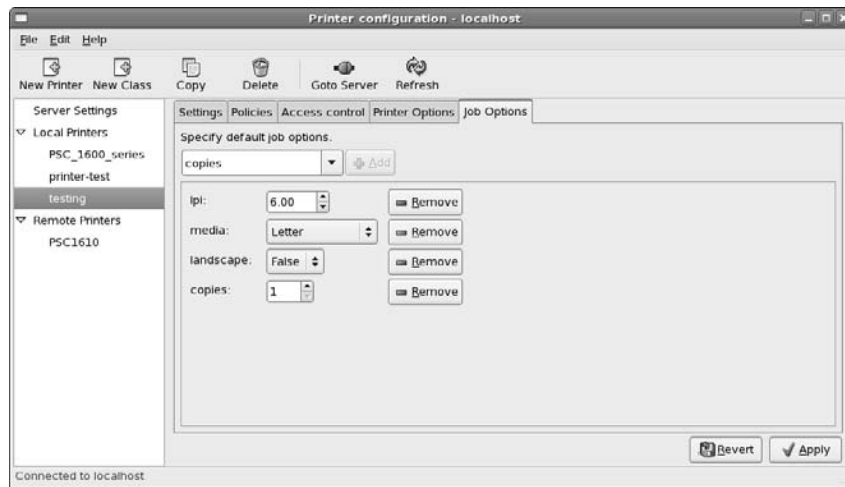 Printer configuration - localhost
File Edit Help
New Printer New Class Copy Delete Goto Server Refresh
Server Settings
Local Printers
PSC_1600_series
printer-test
testing
Remote Printers
PSC1610
Settings Policies Access control Printer Options Job Options
Specify default job options.
copies Add
lpi: 6.00 Remove
media: Letter Remove
landscape: False Remove
copies: 1 Remove
Revert Apply
Connected to localhost